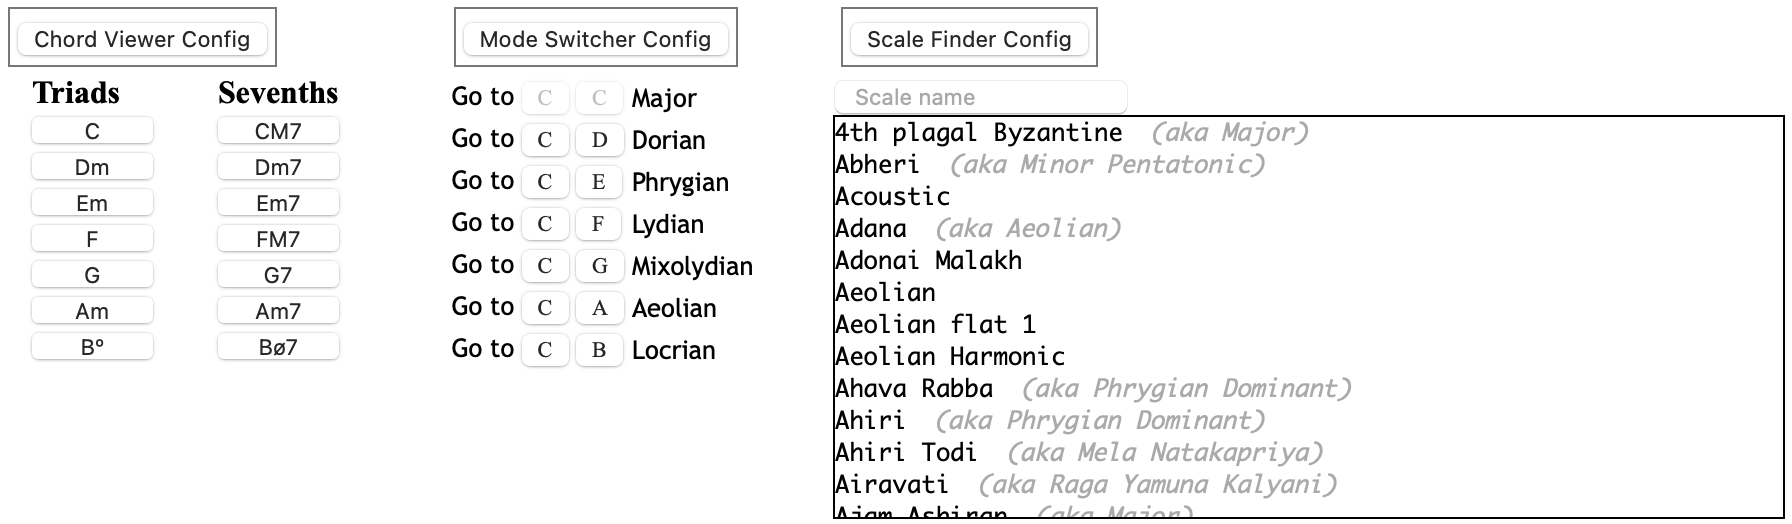 Chord Viewer Config
Triads Sevenths
C CM7
Dm Dm7
Em Em7
F FM7
G G7
Am Am7
B° Bø7
Mode Switcher Config
Go to C C Major
Go to C D Dorian
Go to C E Phrygian
Go to C F Lydian
Go to C G Mixolydian
Go to C A Aeolian
Go to C B Locrian
Scale Finder Config
Scale name
4th plagal Byzantine (aka Major)
Abheri (aka Minor Pentatonic)
Acoustic
Adana (aka Aeolian)
Adonai Malakh
Aeolian
Aeolian flat 1
Aeolian Harmonic
Ahava Rabba (aka Phrygian Dominant)
Ahiri (aka Phrygian Dominant)
Ahiri Todi (aka Mela Natakapriya)
Airavati (aka Raga Yamuna Kalyani)
Ajam Ashiran (aka Major)